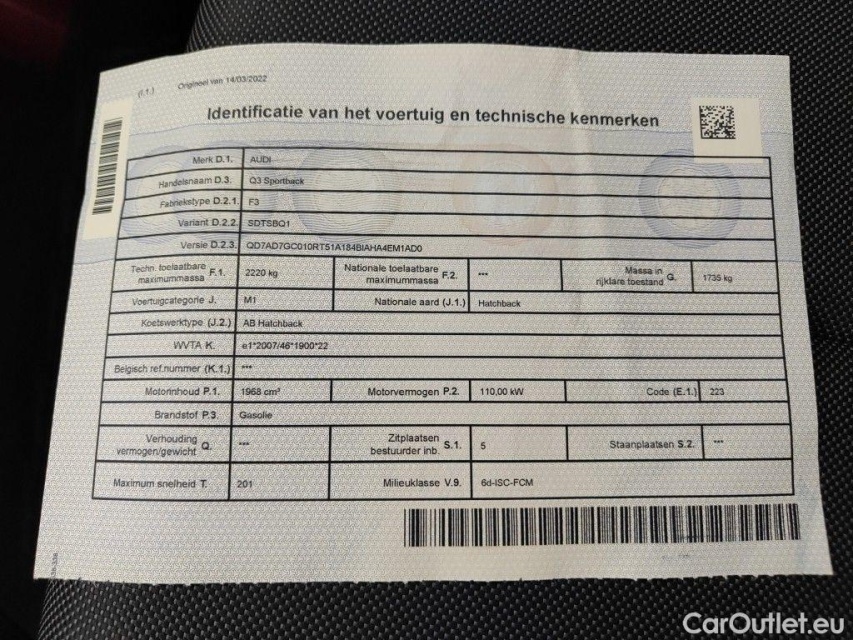 (I.1.) Origineel van 14/03/2022
Identificatie van het voertuig en technische kenmerken
Merk D.1. AUDI
Handelsnaam D.3. Q3 Sportback
Fabriekstype D.2.1. F3
Variant D.2.2. SDTSBQ1
Versie D.2.3. QD7AD7GC010RT51A184BIAHA4EM1AD0
Techn. toelaatbare maximummassa F.1. 2220 kg Nationale toelaatbare maximummassa F.2. *** Massa in rijklare toestand G. 1735 kg
Voertuigcategorie J. M1 Nationale aard (J.1.) Hatchback
Koetswerktype (J.2.) AB Hatchback
WVTA K. e1*2007/46*1900*22
Belgisch ref.nummer (K.1.) ***
Motorinhoud P.1. 1968 cm³ Motorvermogen P.2. 110,00 kW Code (E.1.) 223
Brandstof P.3. Gasolie
Verhouding vermogen/gewicht Q. *** Zitplaatsen bestuurder inb. S.1. 5 Staanplaatsen S.2. ***
Maximum snelheid T. 201 Milieuklasse V.9. 6d-ISC-FCM
CarOutlet.eu